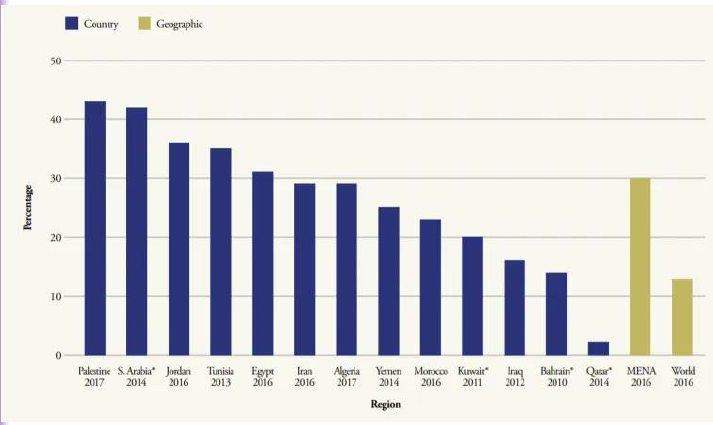 Country Geographic
50
40
30
20
10
0
Percentage
Palestine S. Arabia* Jordan Tunisia Egypt Iran Algeria Yemen Morocco Kuwait* Iraq Bahrain* Qatar* MENA World
2017 2014 2016 2013 2016 2016 2017 2014 2016 2011 2012 2010 2014 2016 2016
Region